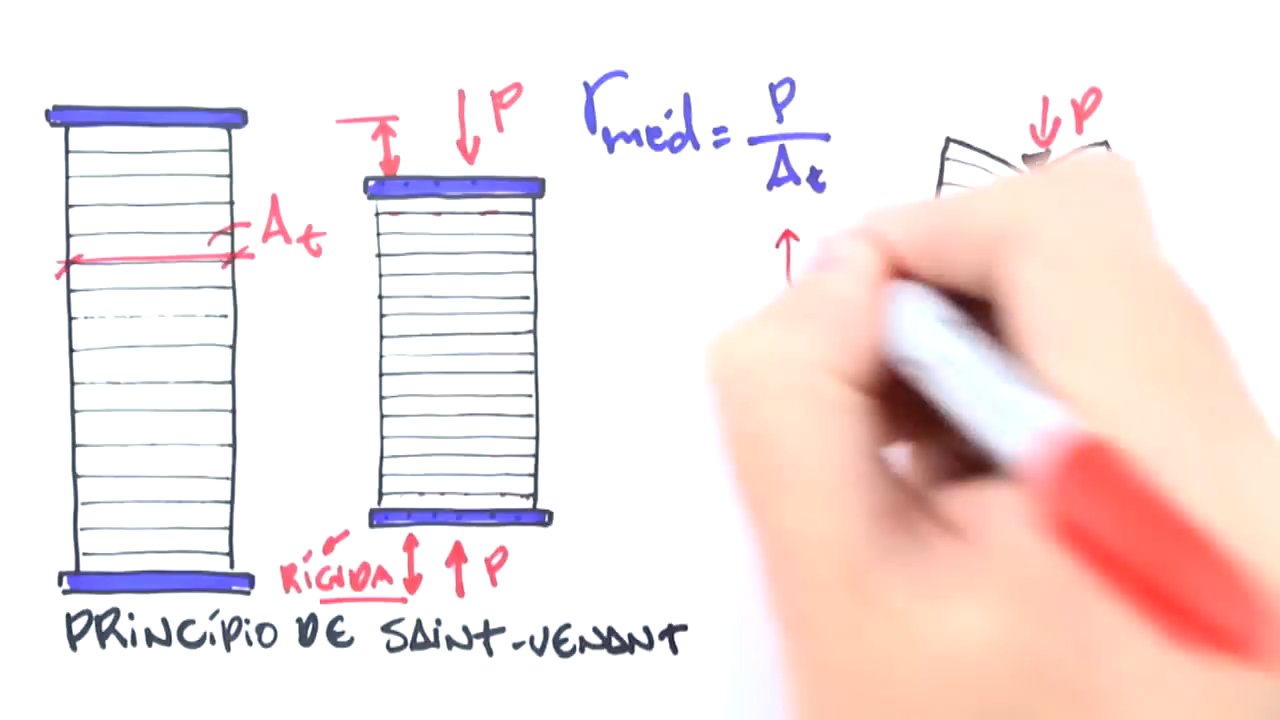 P
σméd = P / At
P
At
RÍGIDA
P
PRINCÍPIO DE SAINT-VENANT